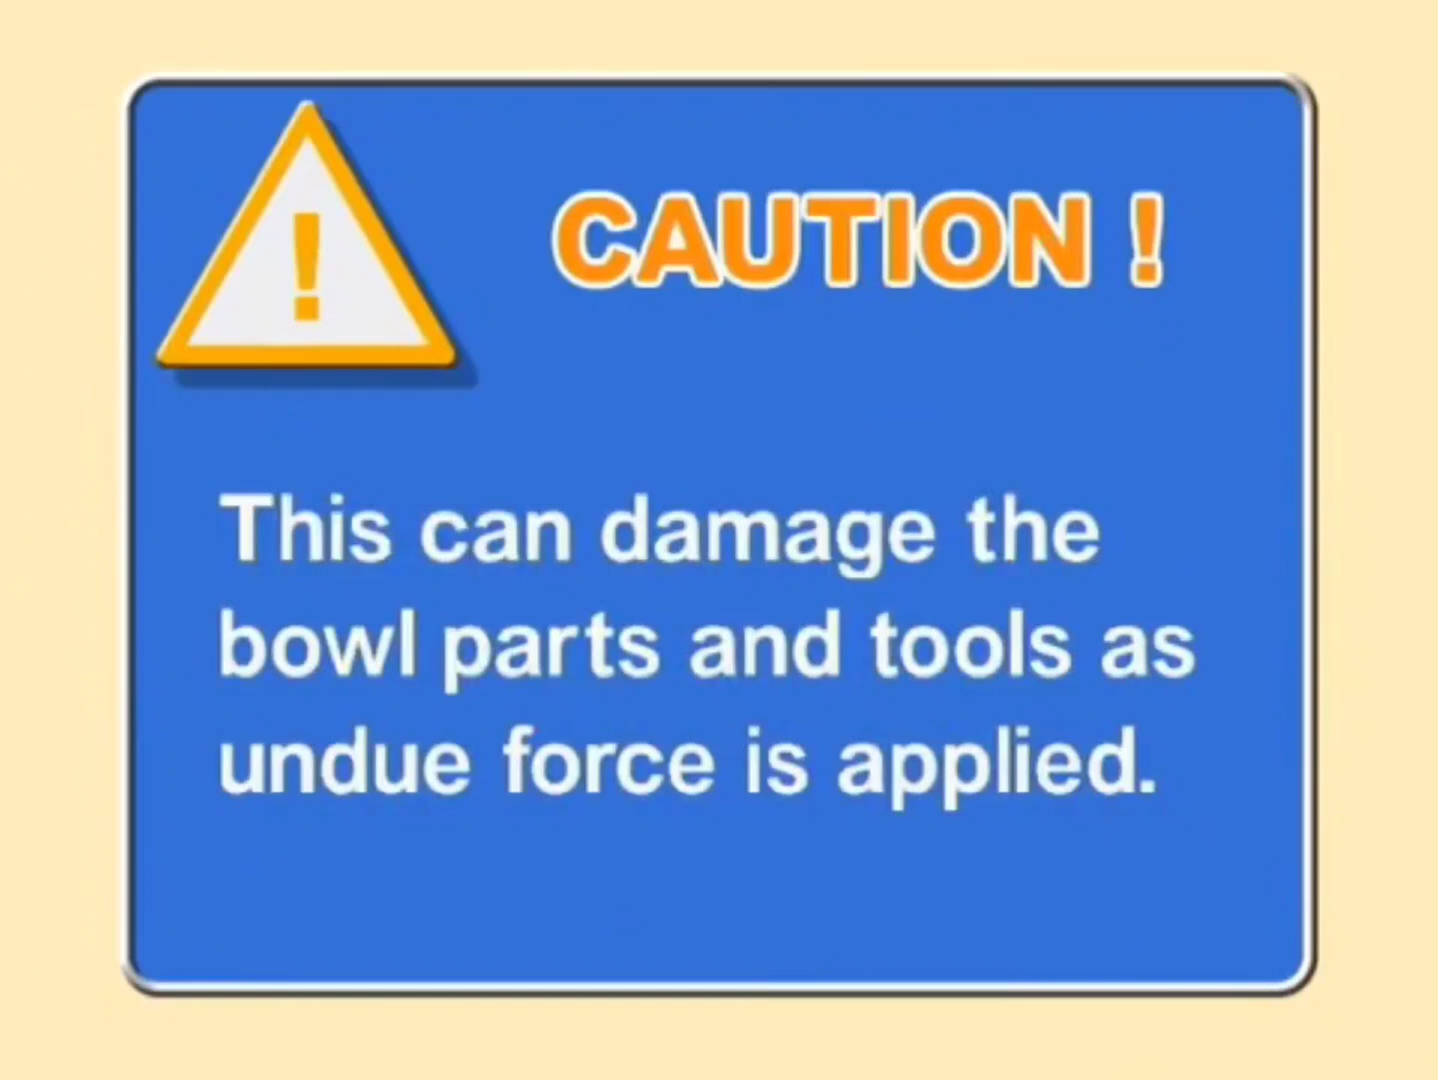 !
CAUTION !
This can damage the
bowl parts and tools as
undue force is applied.